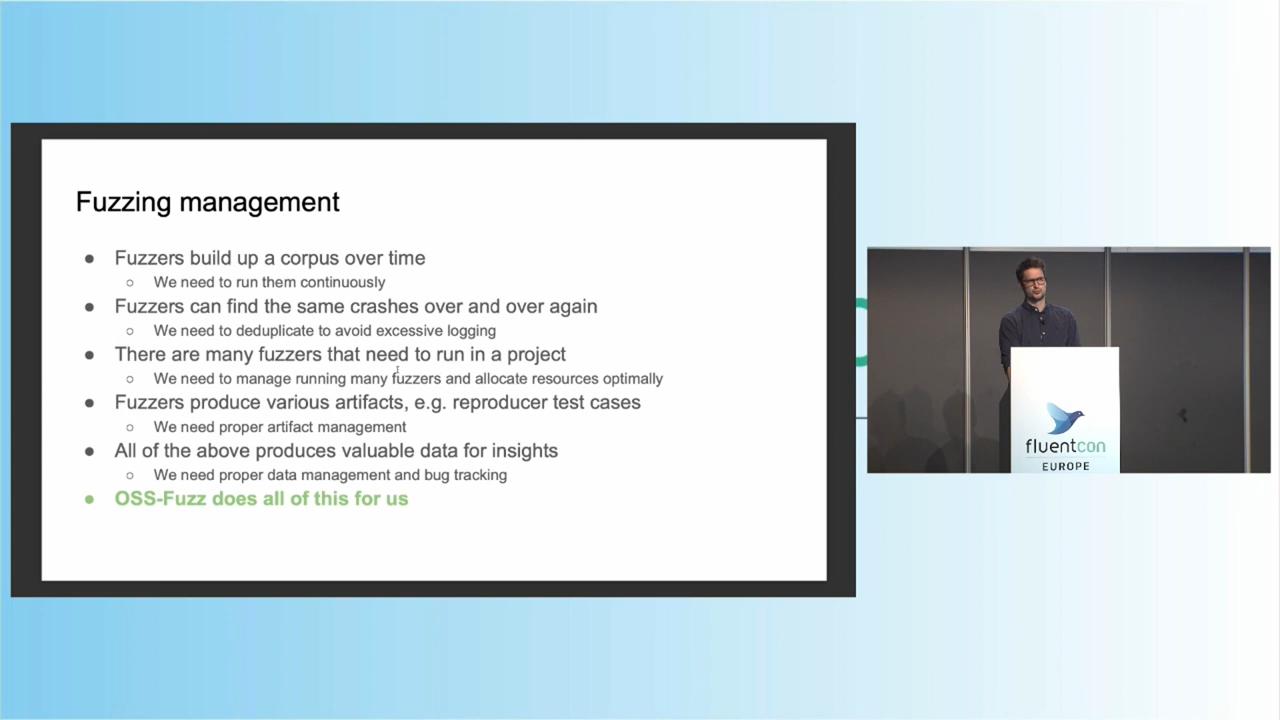 Fuzzing management
● Fuzzers build up a corpus over time
○ We need to run them continuously
● Fuzzers can find the same crashes over and over again
○ We need to deduplicate to avoid excessive logging
● There are many fuzzers that need to run in a project
○ We need to manage running many fuzzers and allocate resources optimally
● Fuzzers produce various artifacts, e.g. reproducer test cases
○ We need proper artifact management
● All of the above produces valuable data for insights
○ We need proper data management and bug tracking
● OSS-Fuzz does all of this for us
fluentcon
EUROPE